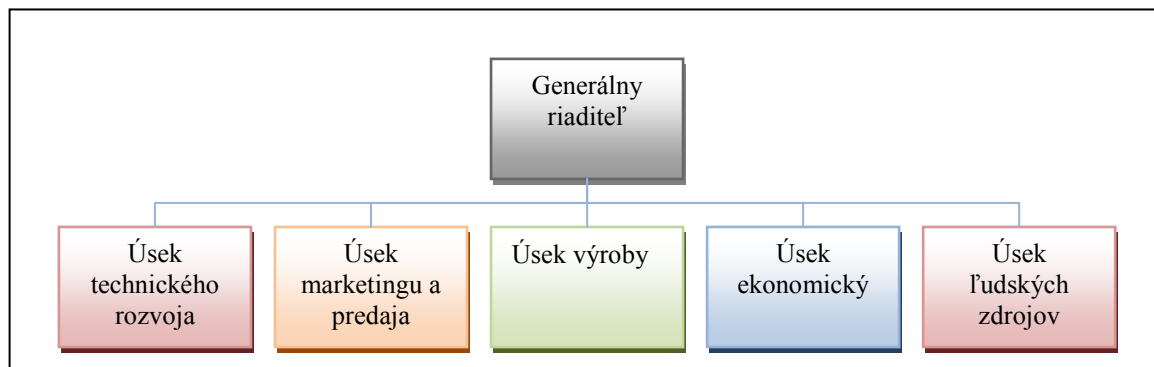 Generálny
riaditeľ
Úsek
technického
rozvoja
Úsek
marketingu a
predaja
Úsek výroby
Úsek
ekonomický
Úsek
ľudských
zdrojov